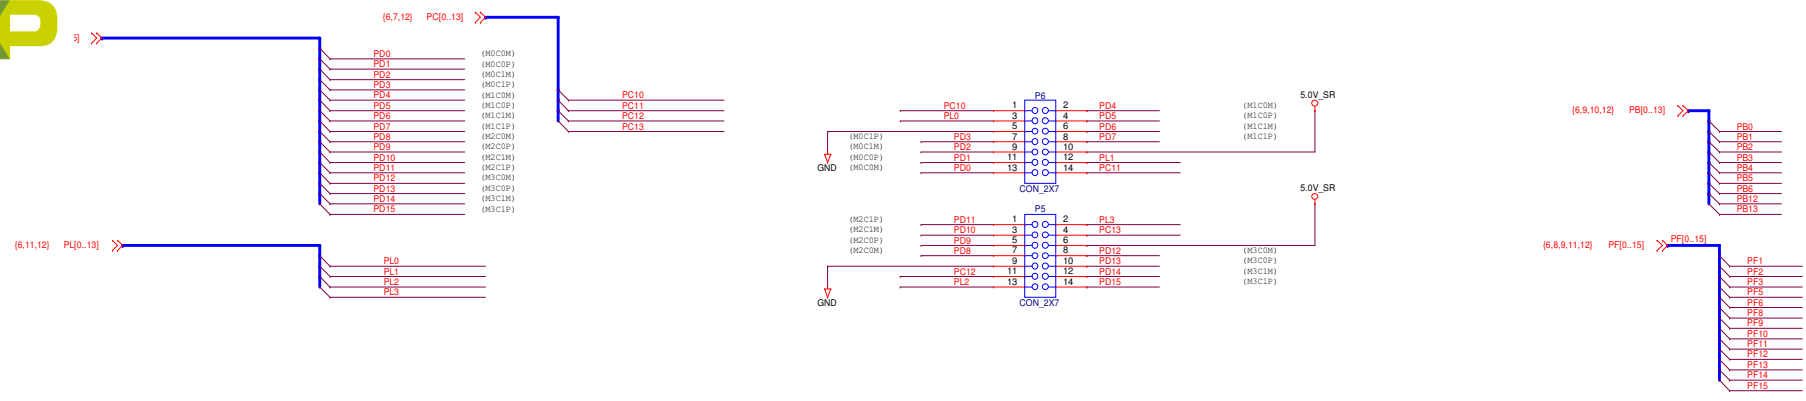 {6,7,12} PC[0..13]
5]
PD0 (M0C0M)
PD1 (M0C0P)
PD2 (M0C1M)
PD3 (M0C1P)
PD4 (M1C0M)
PD5 (M1C0P)
PD6 (M1C1M)
PD7 (M1C1P)
PD8 (M2C0M)
PD9 (M2C0P)
PD10 (M2C1M)
PD11 (M2C1P)
PD12 (M3C0M)
PD13 (M3C0P)
PD14 (M3C1M)
PD15 (M3C1P)
PC10
PC11
PC12
PC13
{6,11,12} PL[0..13]
PL0
PL1
PL2
PL3
P6
5.0V_SR
PC10 1 2 PD4 (M1C0M)
PL0 3 4 PD5 (M1C0P)
5 6 PD6 (M1C1M)
(M0C1P) PD3 7 8 PD7 (M1C1P)
(M0C1M) PD2 9 10
(M0C0P) PD1 11 12 PL1
(M0C0M) PD0 13 14 PC11
GND
CON_2X7
5.0V_SR
P5
(M2C1P) PD11 1 2 PL3
(M2C1M) PD10 3 4 PC13
(M2C0P) PD9 5 6
(M2C0M) PD8 7 8 PD12 (M3C0M)
9 10 PD13 (M3C0P)
PC12 11 12 PD14 (M3C1M)
PL2 13 14 PD15 (M3C1P)
GND
CON_2X7
{6,9,10,12} PB[0..13]
PB0
PB1
PB2
PB3
PB4
PB5
PB6
PB12
PB13
{6,8,9,11,12} PF[0..15] PF[0..15]
PF1
PF2
PF3
PF5
PF6
PF8
PF9
PF10
PF11
PF12
PF13
PF14
PF15